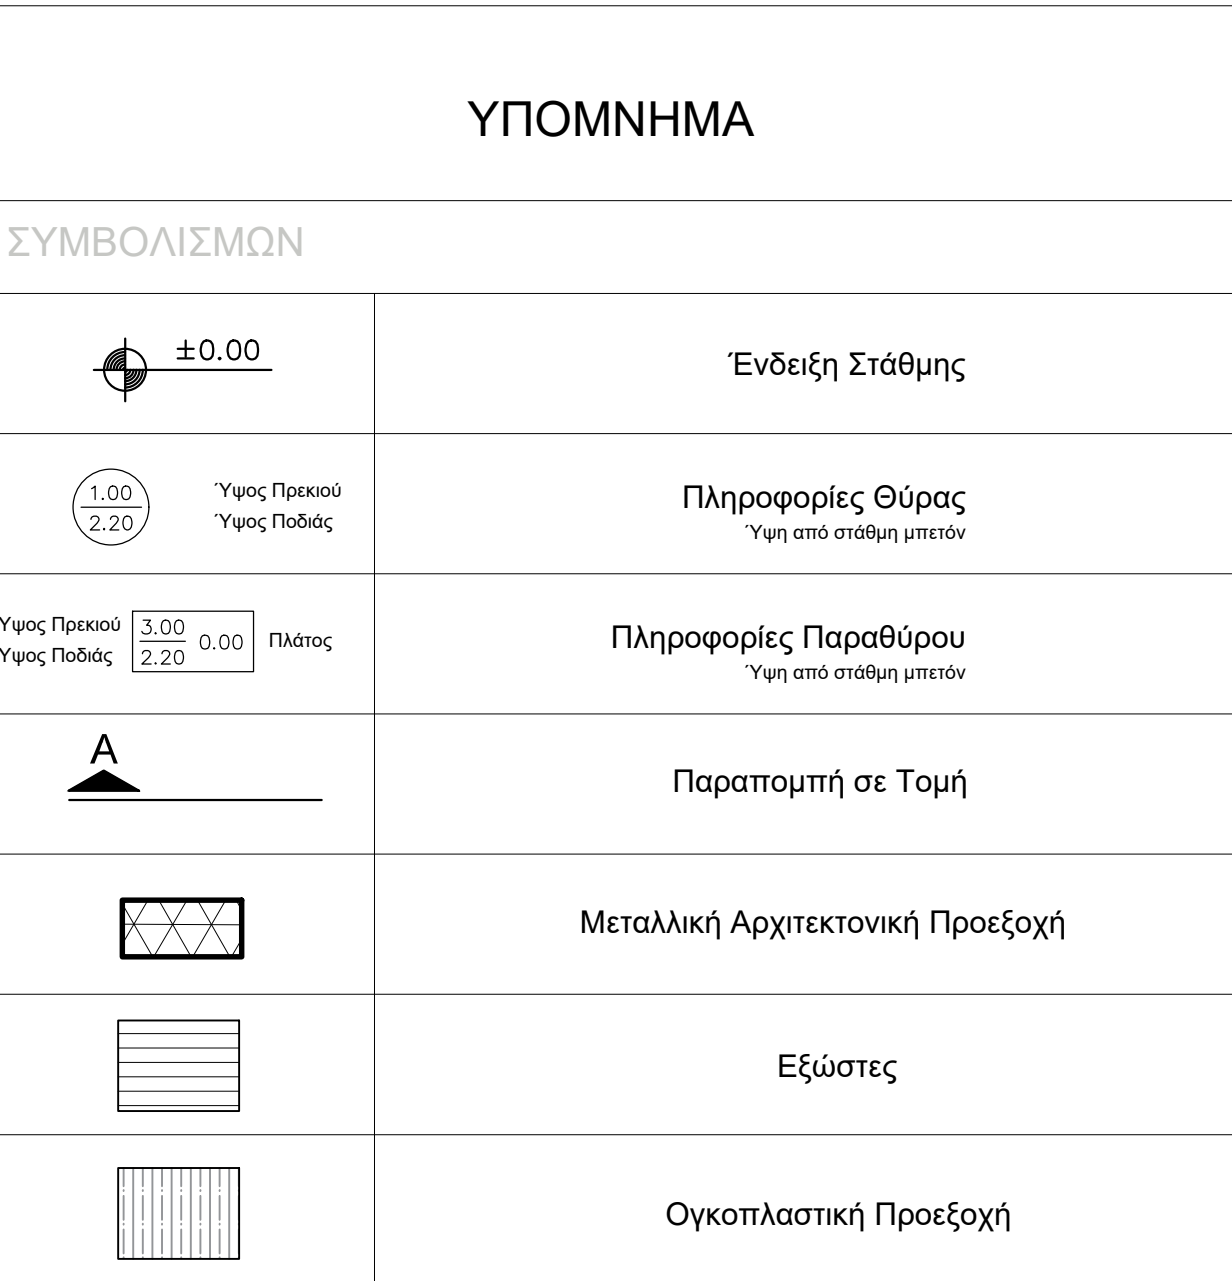 ΥΠΟΜΝΗΜΑ
ΣΥΜΒΟΛΙΣΜΩΝ
±0.00
Ένδειξη Στάθμης
1.00
2.20
Ύψος Πρεκιού
Ύψος Ποδιάς
Πληροφορίες Θύρας
Ύψη από στάθμη μπετόν
Ύψος Πρεκιού
Ύψος Ποδιάς
3.00
2.20
0.00
Πλάτος
Πληροφορίες Παραθύρου
Ύψη από στάθμη μπετόν
A
Παραπομπή σε Τομή
Μεταλλική Αρχιτεκτονική Προεξοχή
Εξώστες
Ογκοπλαστική Προεξοχή